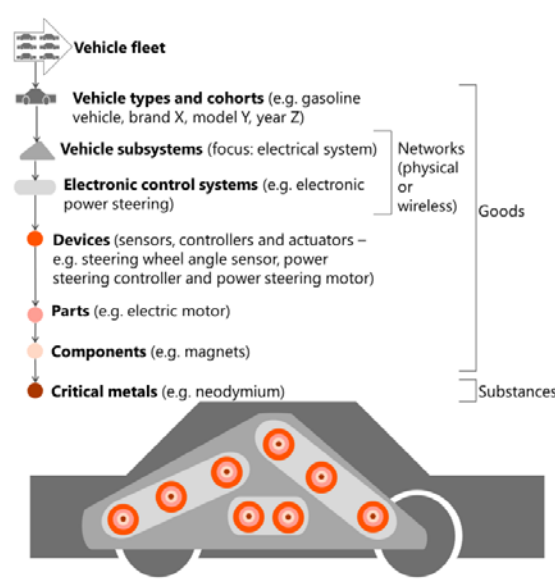 Vehicle fleet
Vehicle types and cohorts (e.g. gasoline
vehicle, brand X, model Y, year Z)
Vehicle subsystems (focus: electrical system)
Electronic control systems (e.g. electronic
power steering)
Networks
(physical
or
wireless)
Goods
Devices (sensors, controllers and actuators –
e.g. steering wheel angle sensor, power
steering controller and power steering motor)
Parts (e.g. electric motor)
Components (e.g. magnets)
Critical metals (e.g. neodymium)
Substances